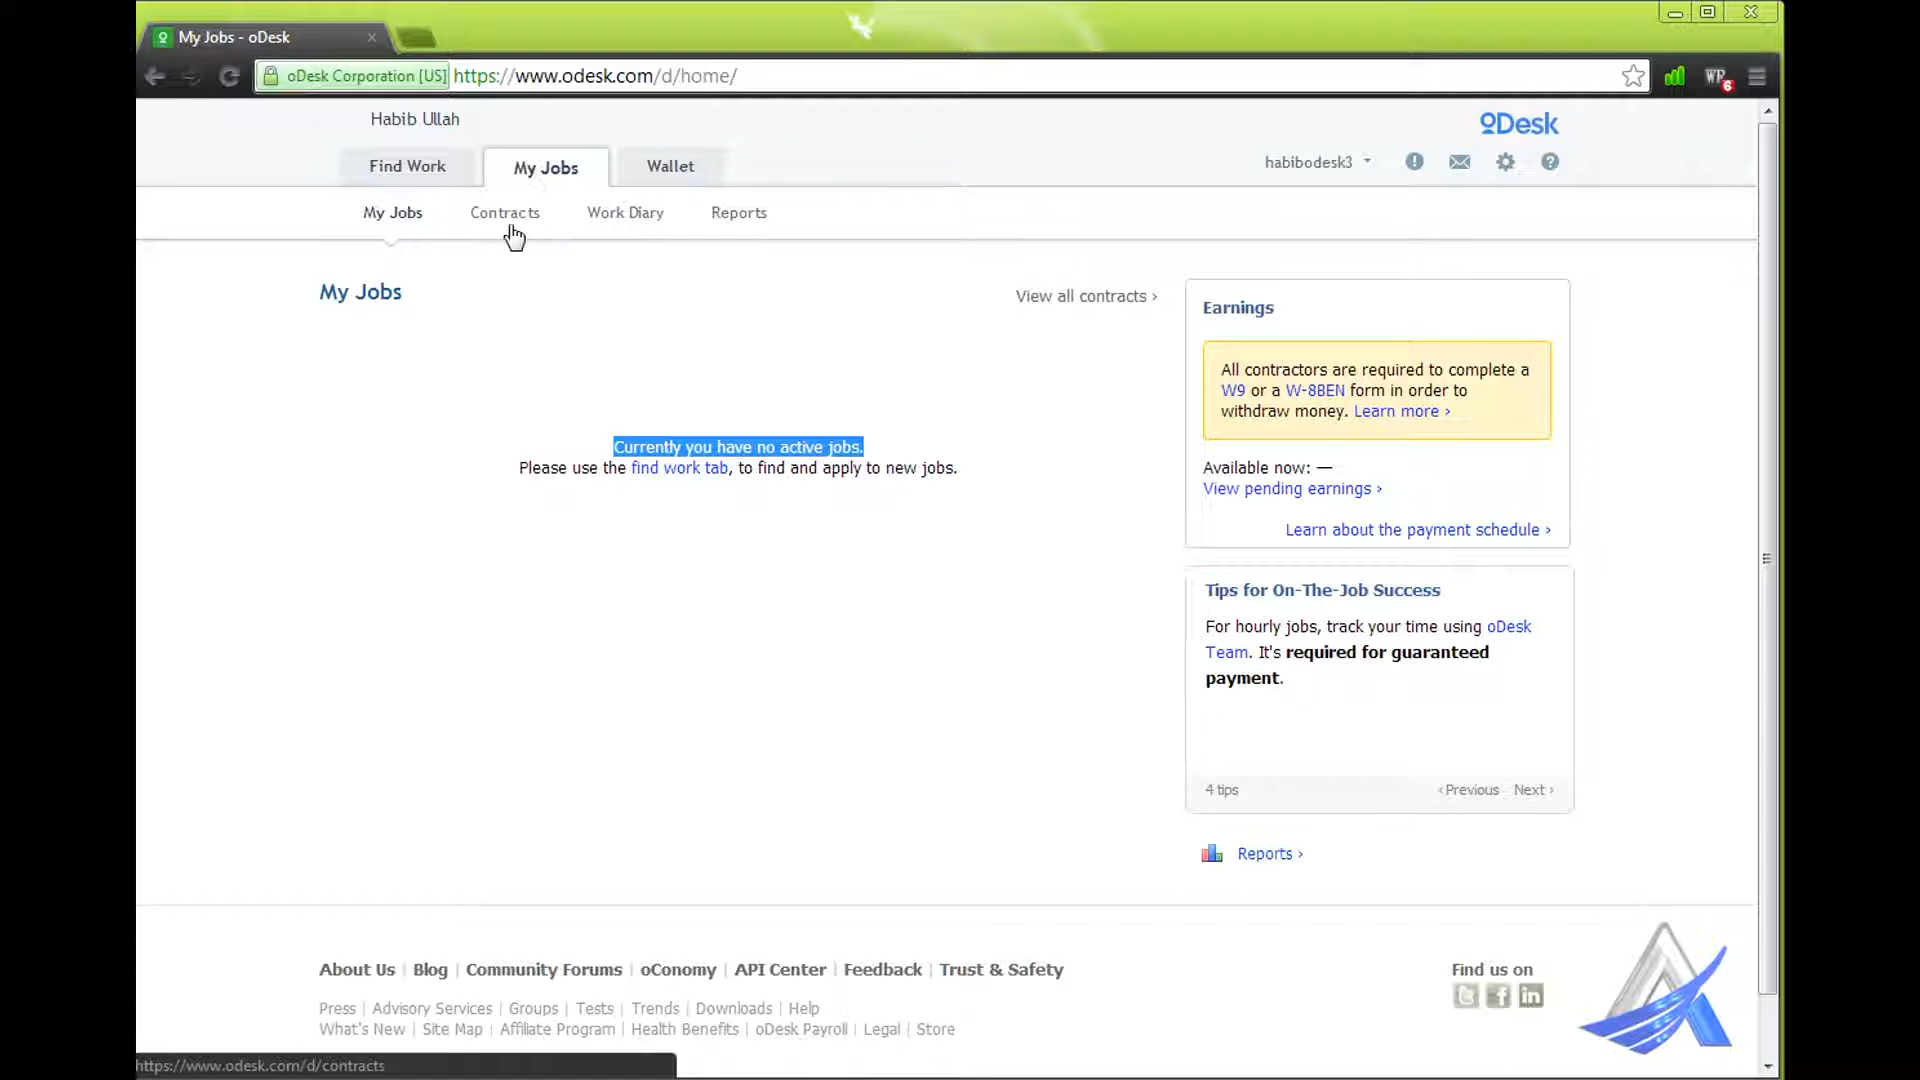 My Jobs - oDesk
oDesk Corporation [US] https://www.odesk.com/d/home/
WP 6
Habib Ullah
oDesk
Find Work My Jobs Wallet
habibodesk3
My Jobs Contracts Work Diary Reports
My Jobs
View all contracts ›
Currently you have no active jobs.
Please use the find work tab, to find and apply to new jobs.
Earnings
All contractors are required to complete a
W9 or a W-8BEN form in order to
withdraw money. Learn more ›
Available now: —
View pending earnings ›
Learn about the payment schedule ›
Tips for On-The-Job Success
For hourly jobs, track your time using oDesk
Team. It's required for guaranteed
payment.
4 tips ‹ Previous Next ›
Reports ›
About Us | Blog | Community Forums | oConomy | API Center | Feedback | Trust & Safety
Press | Advisory Services | Groups | Tests | Trends | Downloads | Help
What's New | Site Map | Affiliate Program | Health Benefits | oDesk Payroll | Legal | Store
Find us on
https://www.odesk.com/d/contracts